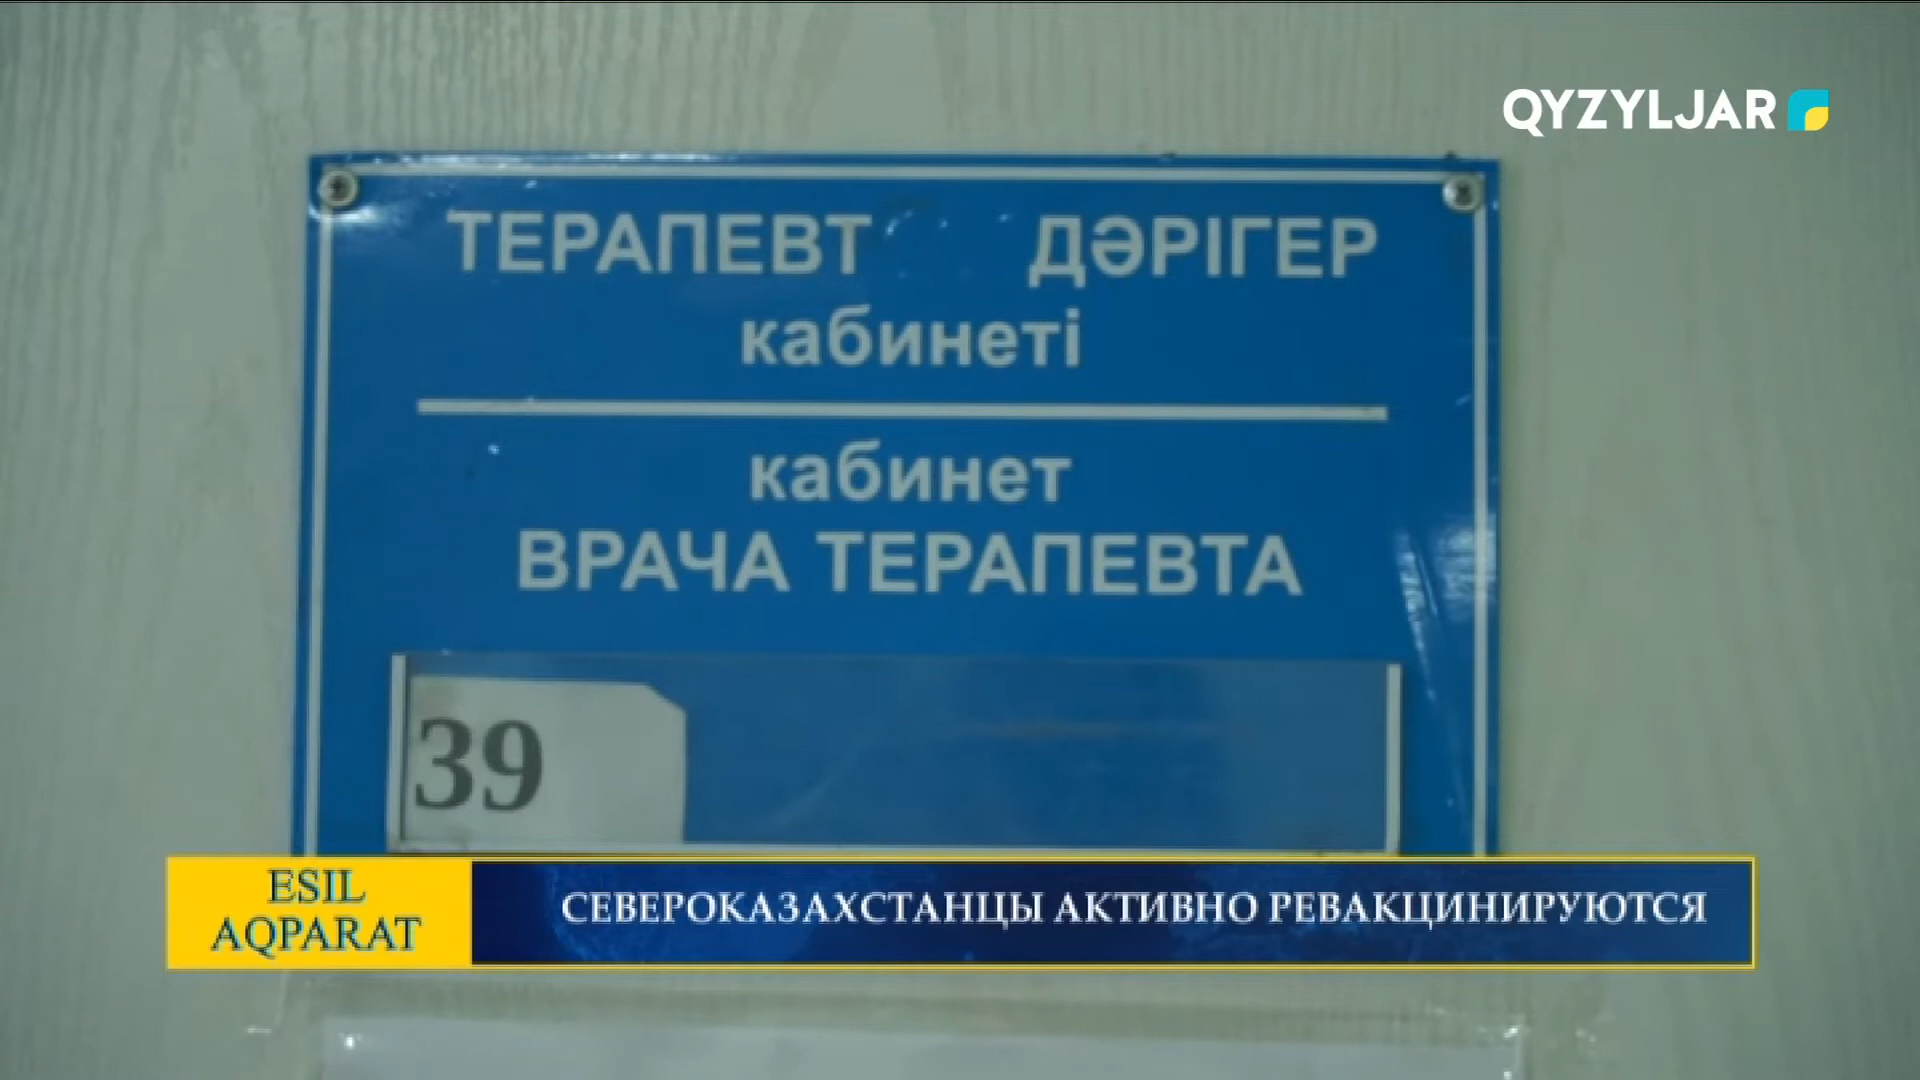 QYZYLJAR
ТЕРАПЕВТ ДӘРІГЕР
кабинеті
кабинет
ВРАЧА ТЕРАПЕВТА
39
ESIL
AQPARAT
СЕВЕРОКАЗАХСТАНЦЫ АКТИВНО РЕВАКЦИНИРУЮТСЯ